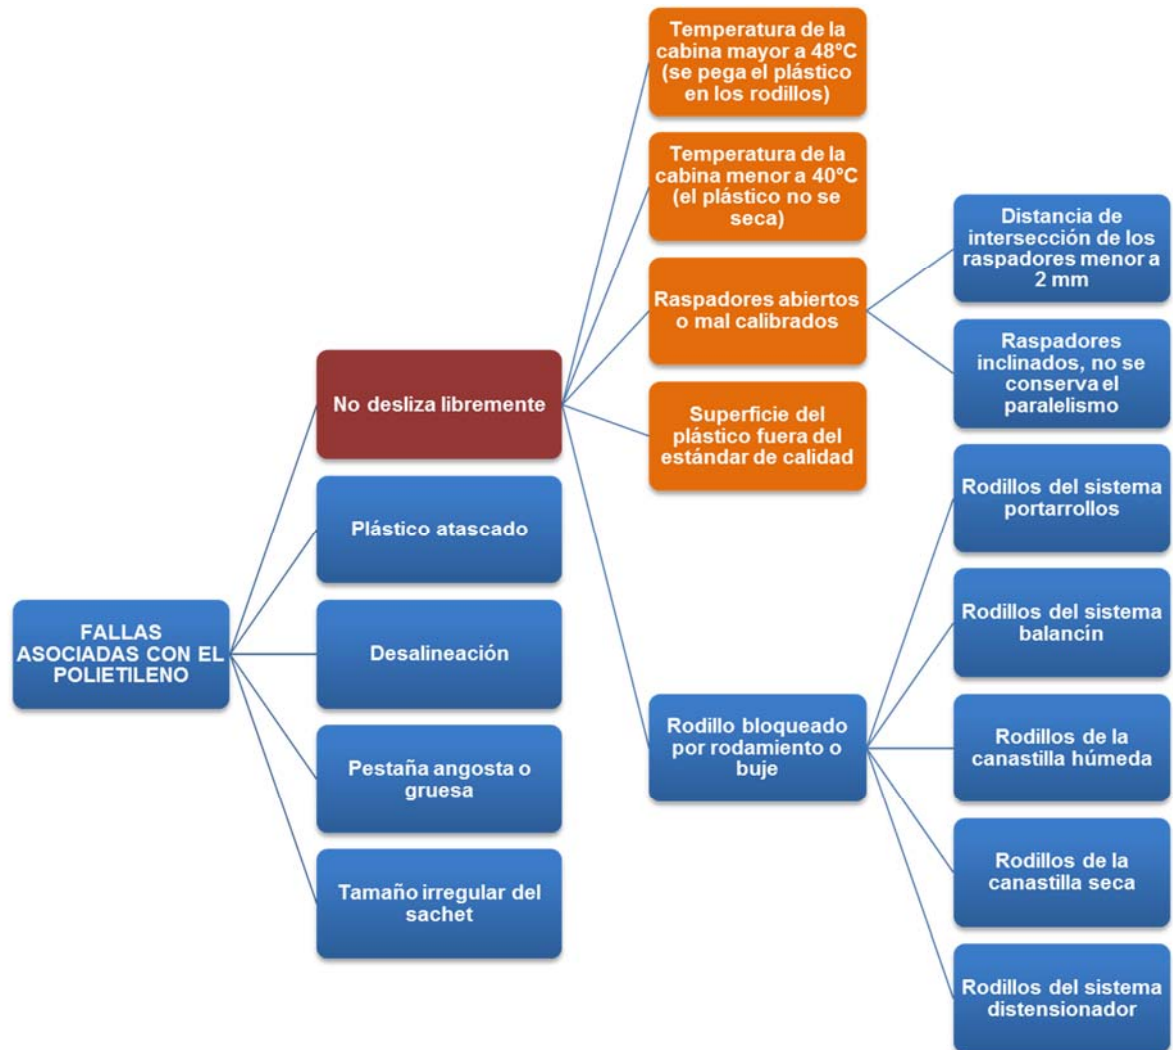 FALLAS
ASOCIADAS CON EL
POLIETILENO
No desliza libremente
Plástico atascado
Desalineación
Pestaña angosta o
gruesa
Tamaño irregular del
sachet
Temperatura de la
cabina mayor a 48°C
(se pega el plástico
en los rodillos)
Temperatura de la
cabina menor a 40°C
(el plástico no se
seca)
Raspadores abiertos
o mal calibrados
Superficie del
plástico fuera del
estándar de calidad
Rodillo bloqueado
por rodamiento o
buje
Distancia de
intersección de los
raspadores menor a
2 mm
Raspadores
inclinados, no se
conserva el
paralelismo
Rodillos del sistema
portarrollos
Rodillos del sistema
balancín
Rodillos de la
canastilla húmeda
Rodillos de la
canastilla seca
Rodillos del sistema
distensionador